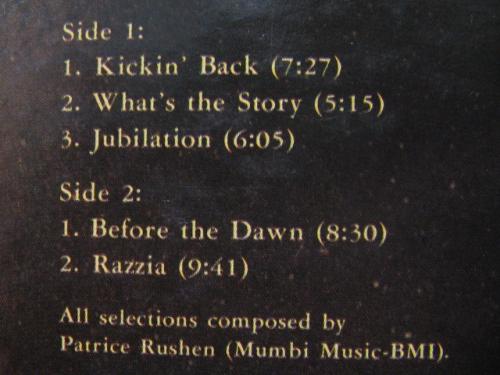 Side 1:
1. Kickin' Back (7:27)
2. What's the Story (5:15)
3. Jubilation (6:05)
Side 2:
1. Before the Dawn (8:30)
2. Razzia (9:41)
All selections composed by
Patrice Rushen (Mumbi Music-BMI).